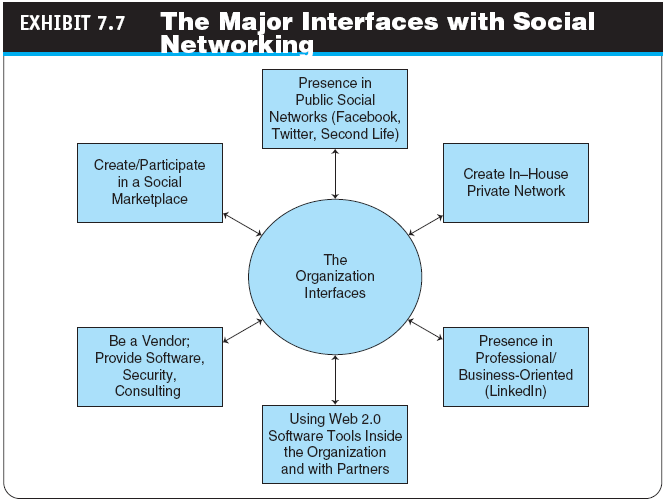 EXHIBIT 7.7
The Major Interfaces with Social
Networking
Presence in
Public Social
Networks (Facebook,
Twitter, Second Life)
Create/Participate
in a Social
Marketplace
Create In–House
Private Network
The
Organization
Interfaces
Be a Vendor;
Provide Software,
Security,
Consulting
Presence in
Professional/
Business-Oriented
(LinkedIn)
Using Web 2.0
Software Tools Inside
the Organization
and with Partners